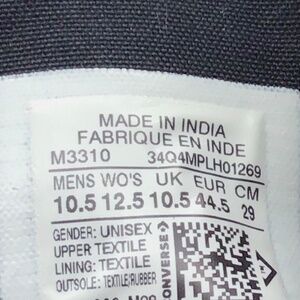 MADE IN INDIA
FABRIQUE EN INDE
M3310 34Q4MPLH01269
MENS WO'S UK EUR CM
10.5 12.5 10.5 44.5 29
GENDER: UNISEX
UPPER TEXTILE
LINING: TEXTILE
OUTSOLE: TEXTILE/RUBBER
CONVERSE